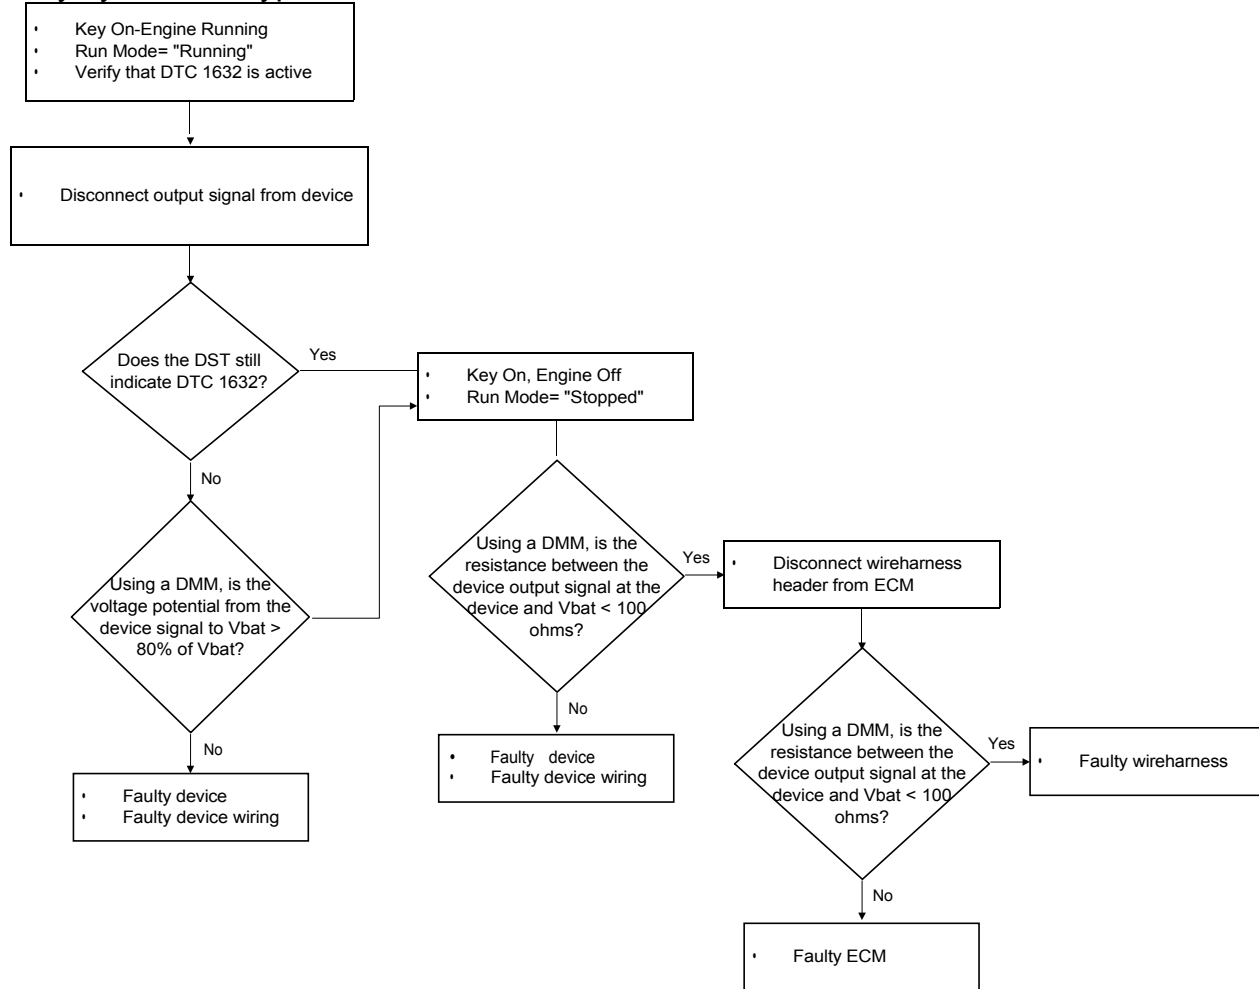 • Key On-Engine Running
• Run Mode= "Running"
• Verify that DTC 1632 is active
• Disconnect output signal from device
Does the DST still
indicate DTC 1632?
Yes
• Key On, Engine Off
• Run Mode= "Stopped"
No
Using a DMM, is the
voltage potential from the
device signal to Vbat >
80% of Vbat?
No
• Faulty device
• Faulty device wiring
Using a DMM, is the
resistance between the
device output signal at the
device and Vbat < 100
ohms?
Yes
• Disconnect wireharness
header from ECM
No
• Faulty device
• Faulty device wiring
Using a DMM, is the
resistance between the
device output signal at the
device and Vbat < 100
ohms?
Yes
• Faulty wireharness
No
• Faulty ECM